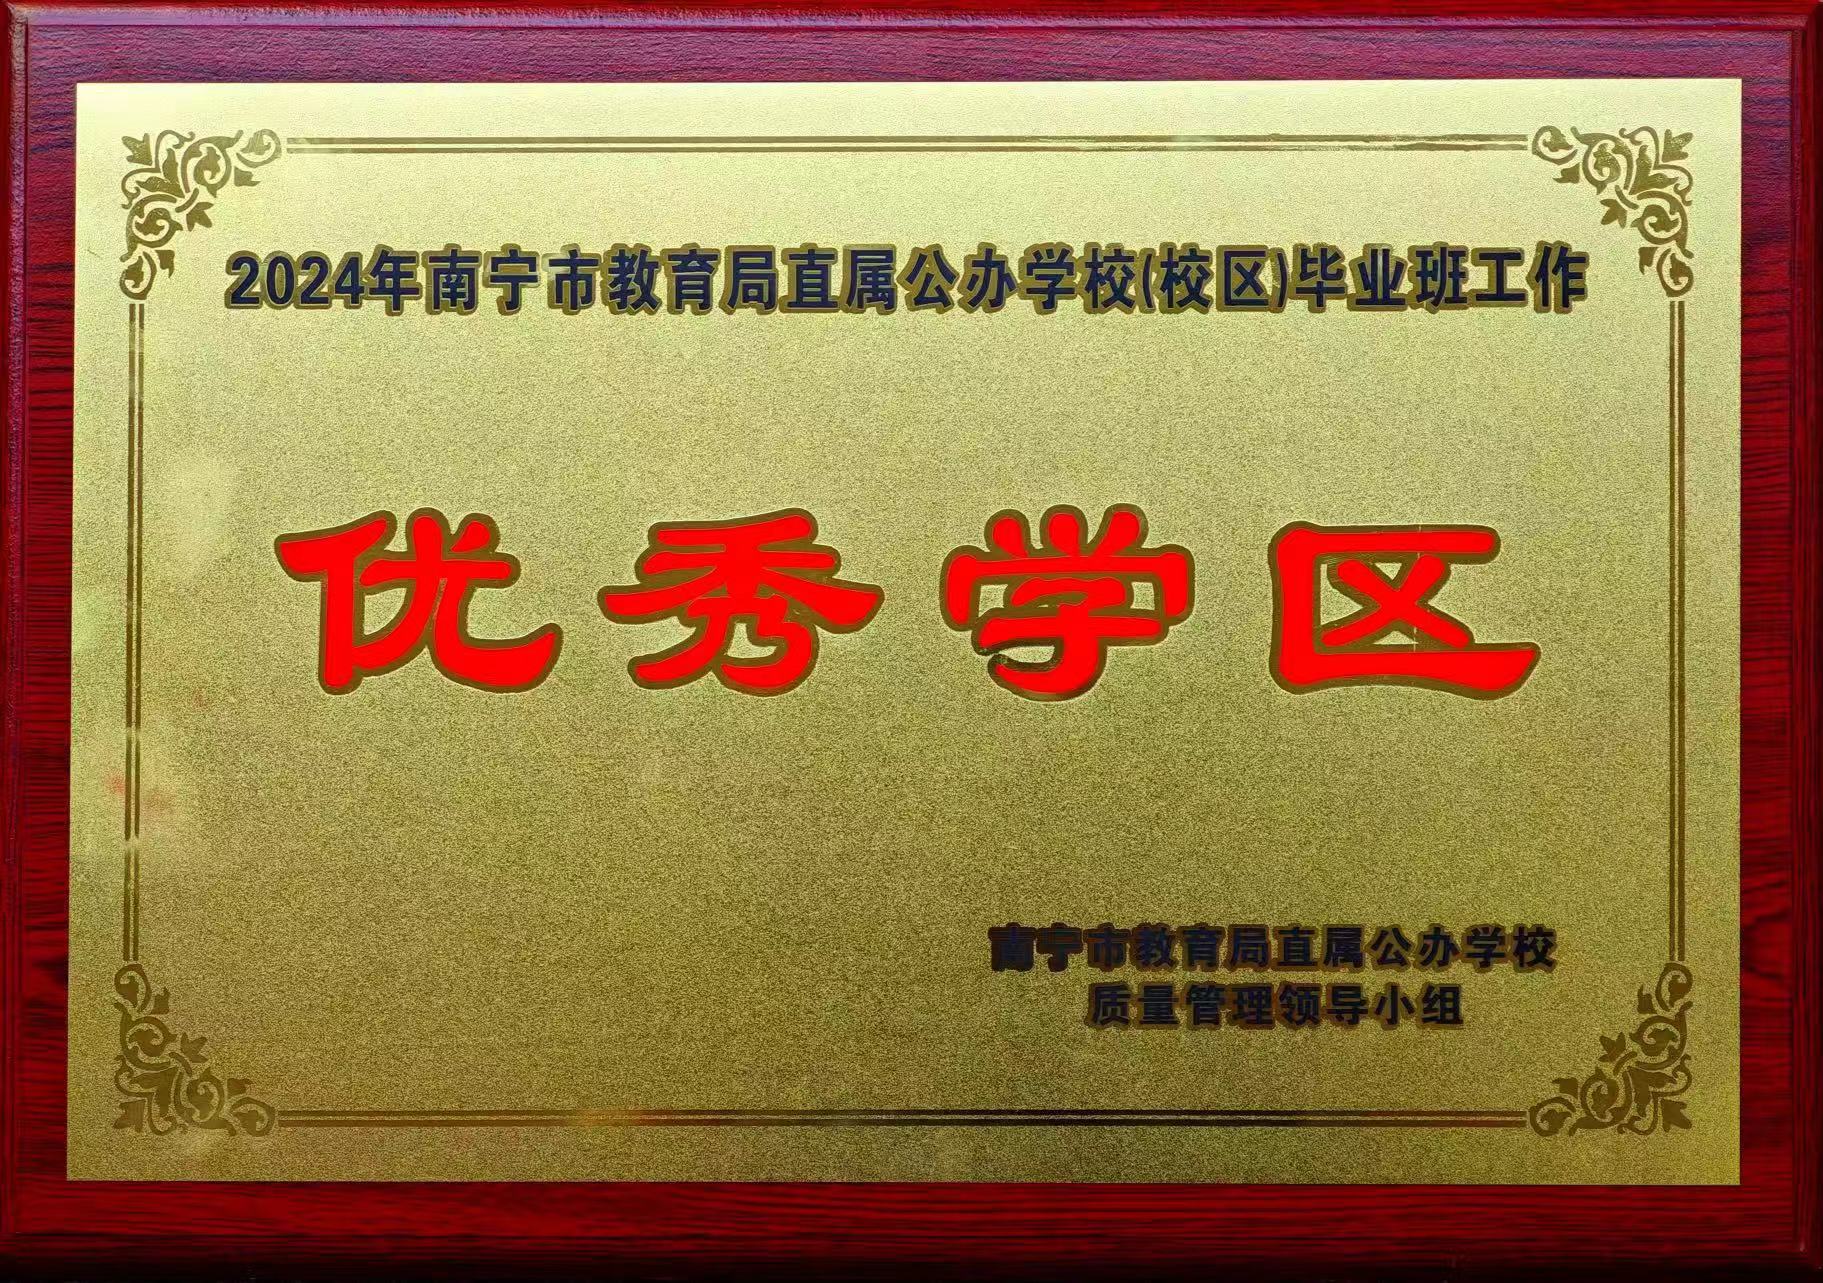 2024年南宁市教育局直属公办学校(校区)毕业班工作
优秀学区
南宁市教育局直属公办学校
质量管理领导小组